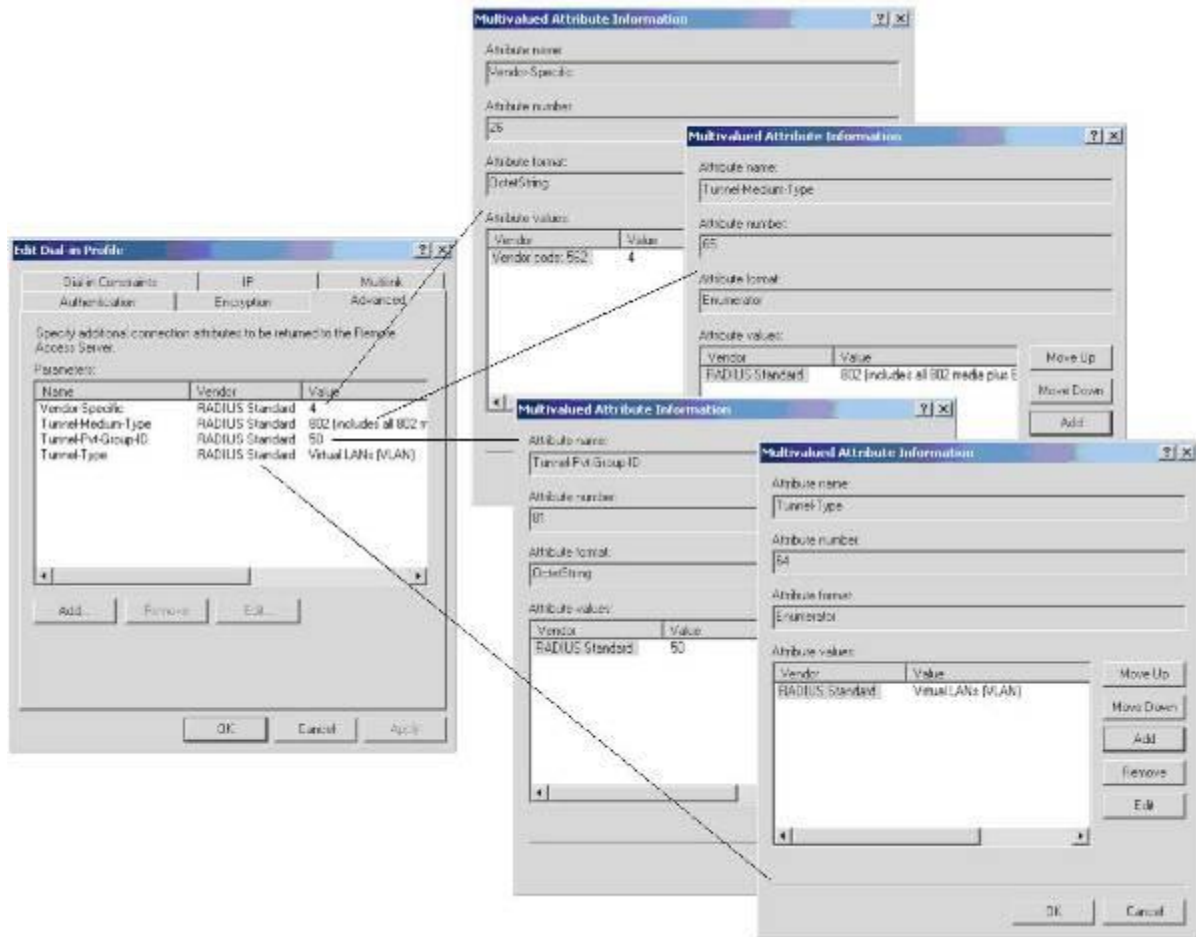 Multivalued Attribute Information
Attribute name:
Vendor-Specific
Attribute number:
26
Attribute format:
OctetString
Attribute values:
Vendor Value
Vendor code: 562 4
Multivalued Attribute Information
Attribute name:
Tunnel-Medium-Type
Attribute number:
65
Attribute format:
Enumerator
Attribute values:
Vendor Value
RADIUS Standard 802 (includes all 802 media plus E
Move Up
Move Down
Add
Edit Dial-in Profile
Dial-in Constraints IP Multilink
Authentication Encryption Advanced
Specify additional connection attributes to be returned to the Remote
Access Server.
Parameters:
Name Vendor Value
Vendor-Specific RADIUS Standard 4
Tunnel-Medium-Type RADIUS Standard 802 (includes all 802 m
Tunnel-Pvt-Group-ID RADIUS Standard 50
Tunnel-Type RADIUS Standard Virtual LANs (VLAN)
Add... Remove Edit...
OK Cancel Apply
Multivalued Attribute Information
Attribute name:
Tunnel-Pvt-Group-ID
Attribute number:
81
Attribute format:
OctetString
Attribute values:
Vendor Value
RADIUS Standard 50
Multivalued Attribute Information
Attribute name:
Tunnel-Type
Attribute number:
64
Attribute format:
Enumerator
Attribute values:
Vendor Value
RADIUS Standard Virtual LANs (VLAN)
Move Up
Move Down
Add
Remove
Edit
OK Cancel